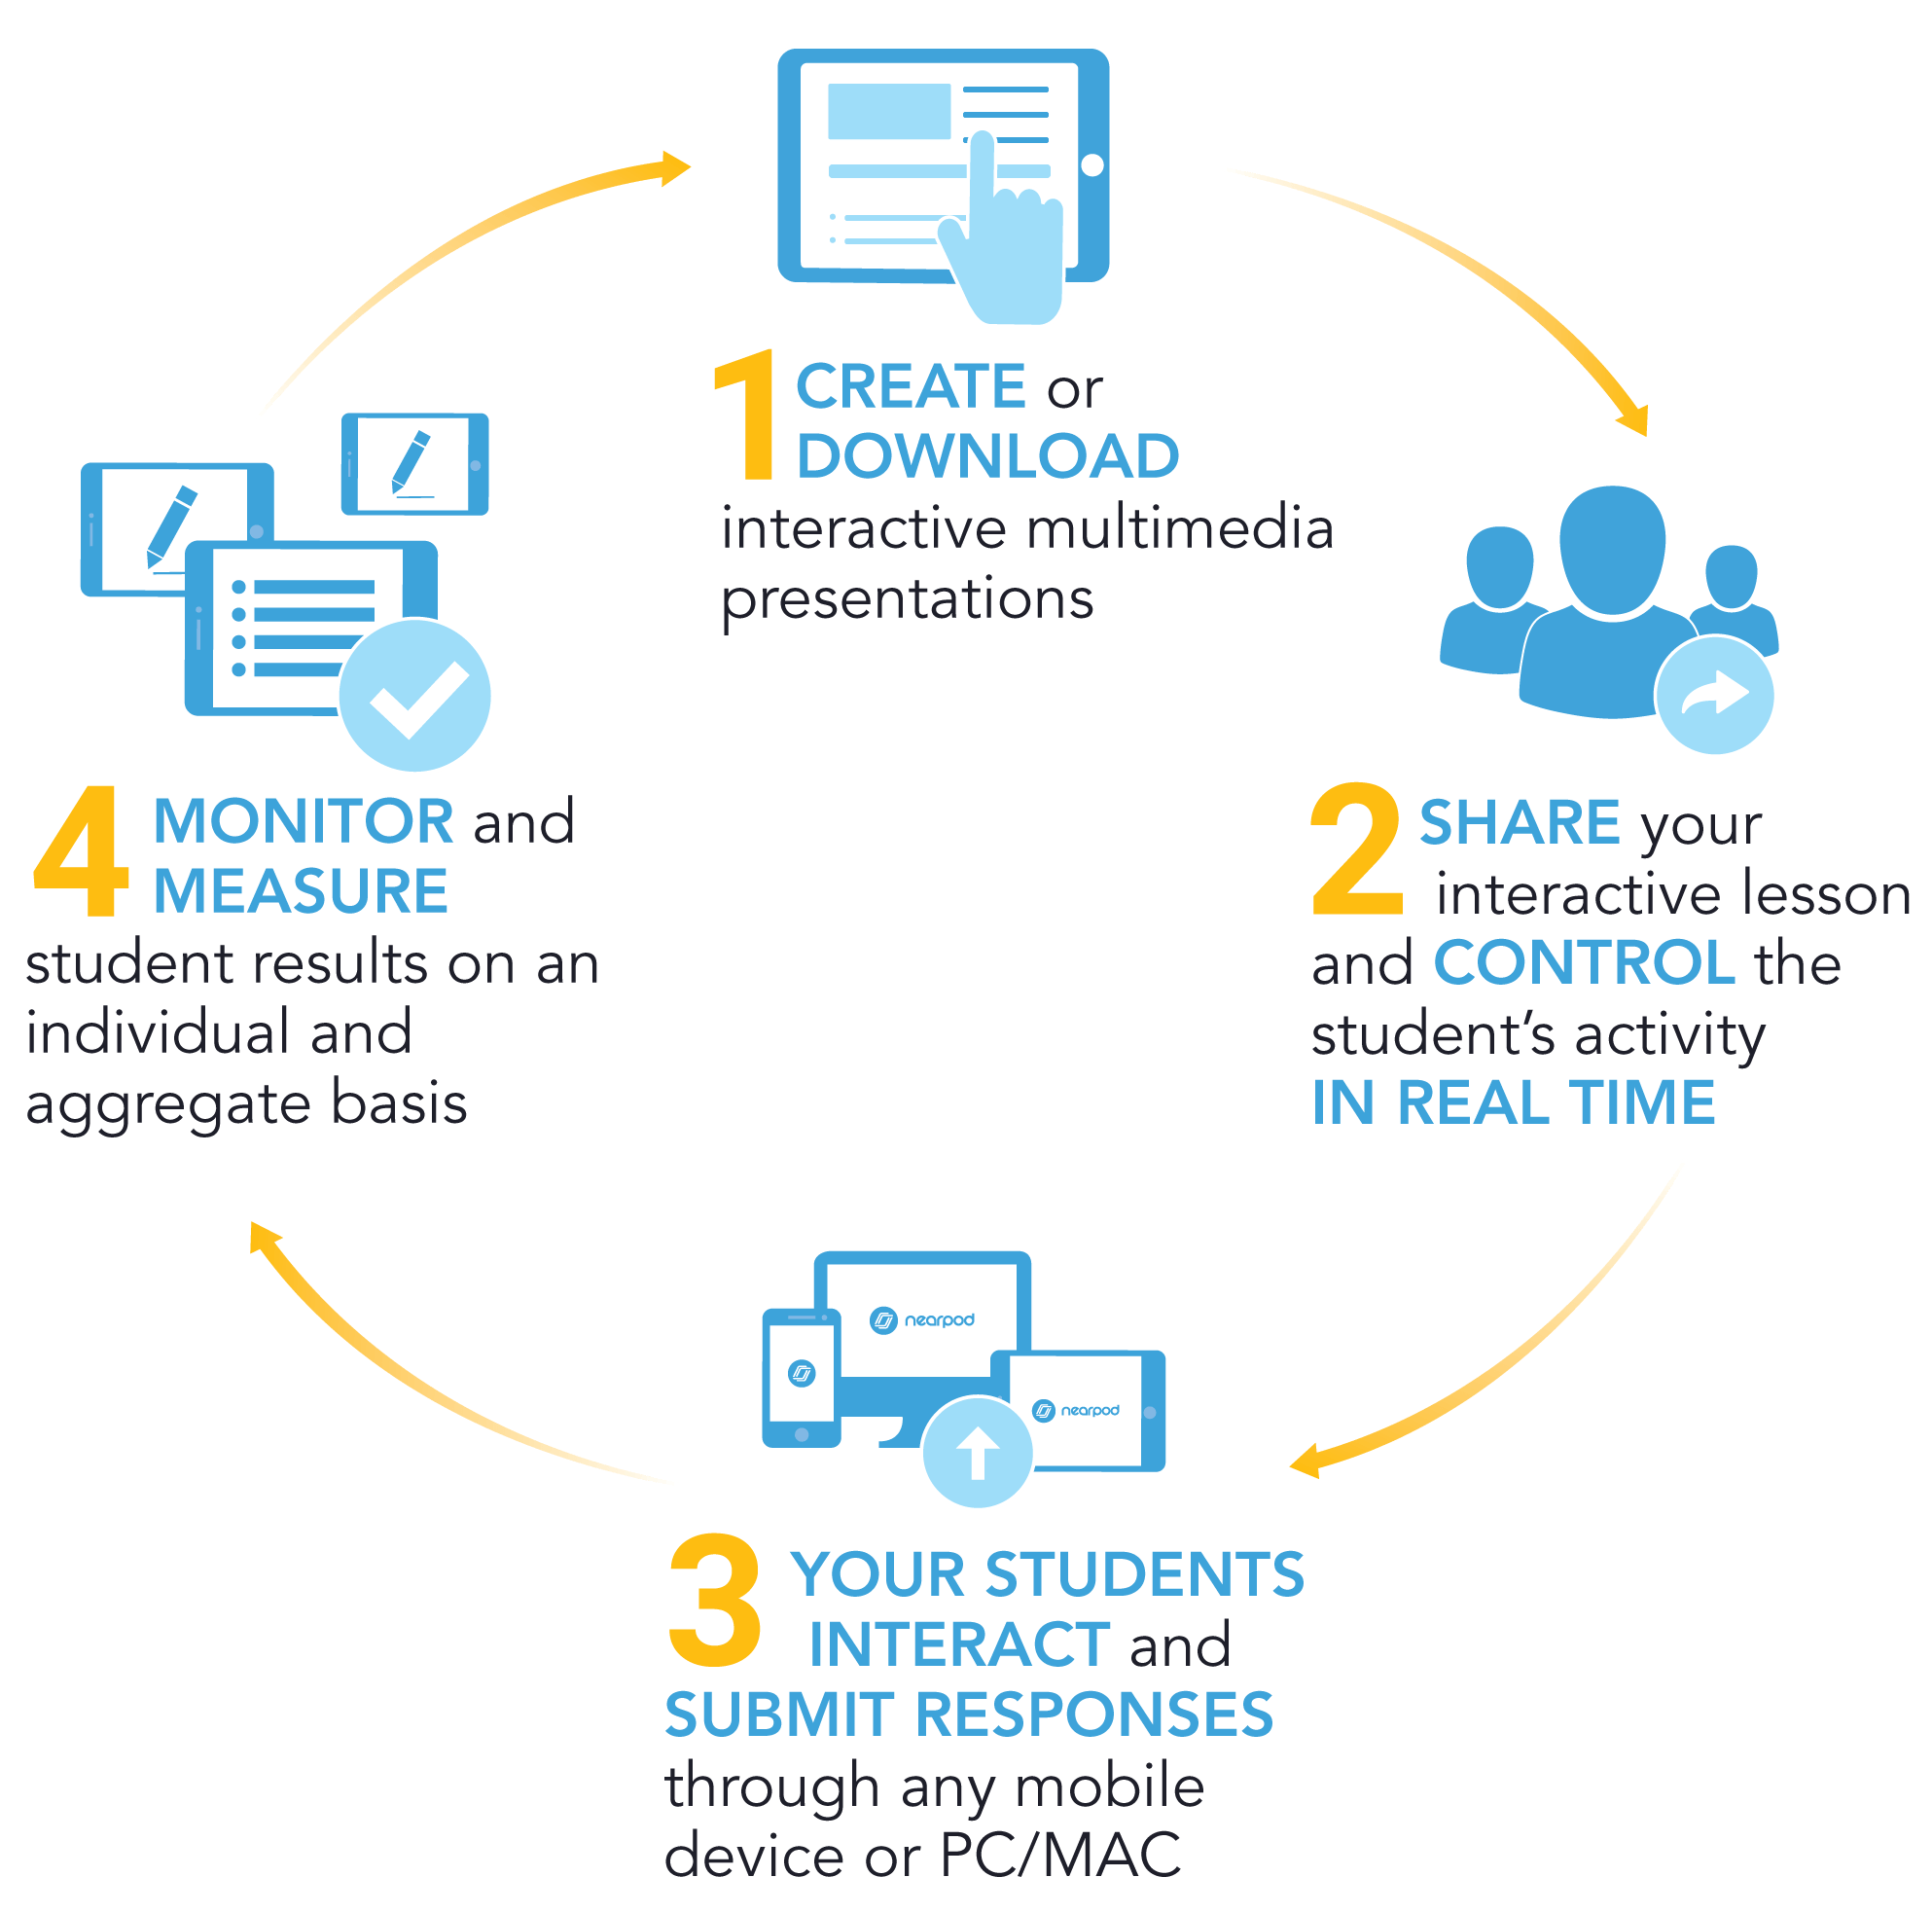 1 CREATE or
DOWNLOAD
interactive multimedia
presentations
2 SHARE your
interactive lesson
and CONTROL the
student‘s activity
IN REAL TIME
nearpod
nearpod
3 YOUR STUDENTS
INTERACT and
SUBMIT RESPONSES
through any mobile
device or PC/MAC
4 MONITOR and
MEASURE
student results on an
individual and
aggregate basis